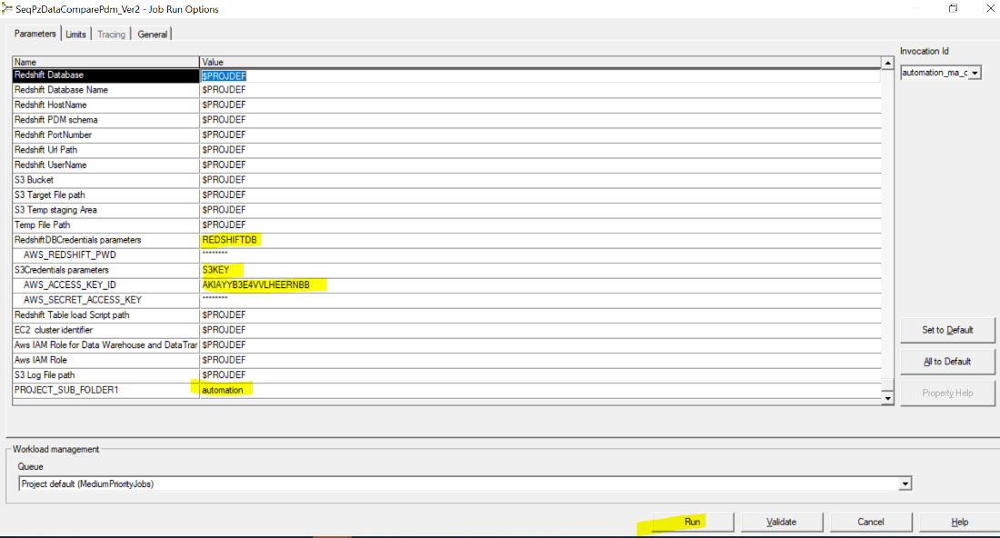 SeqPzDataComparePdm_Ver2 - Job Run Options
Parameters Limits Tracing General
Invocation Id
automation_ma_c
Name Value
Redshift Database $PROJDEF
Redshift Database Name $PROJDEF
Redshift HostName $PROJDEF
Redshift PDM schema $PROJDEF
Redshift PortNumber $PROJDEF
Redshift Url Path $PROJDEF
Redshift UserName $PROJDEF
S3 Bucket $PROJDEF
S3 Target File path $PROJDEF
S3 Temp staging Area $PROJDEF
Temp File Path $PROJDEF
RedshiftDBCredentials parameters REDSHIFTDB
AWS_REDSHIFT_PWD ********
S3Credentials parameters S3KEY
AWS_ACCESS_KEY_ID AKIAYYB3E4VVLHEERNBB
AWS_SECRET_ACCESS_KEY ********
Redshift Table load Script path $PROJDEF
EC2 cluster identifier $PROJDEF
Aws IAM Role for Data Warehouse and DataTrar $PROJDEF
Aws IAM Role $PROJDEF
S3 Log File path $PROJDEF
PROJECT_SUB_FOLDER1 automation
Set to Default
All to Default
Property Help
Workload management
Queue
Project default (MediumPriorityJobs)
Run Validate Cancel Help